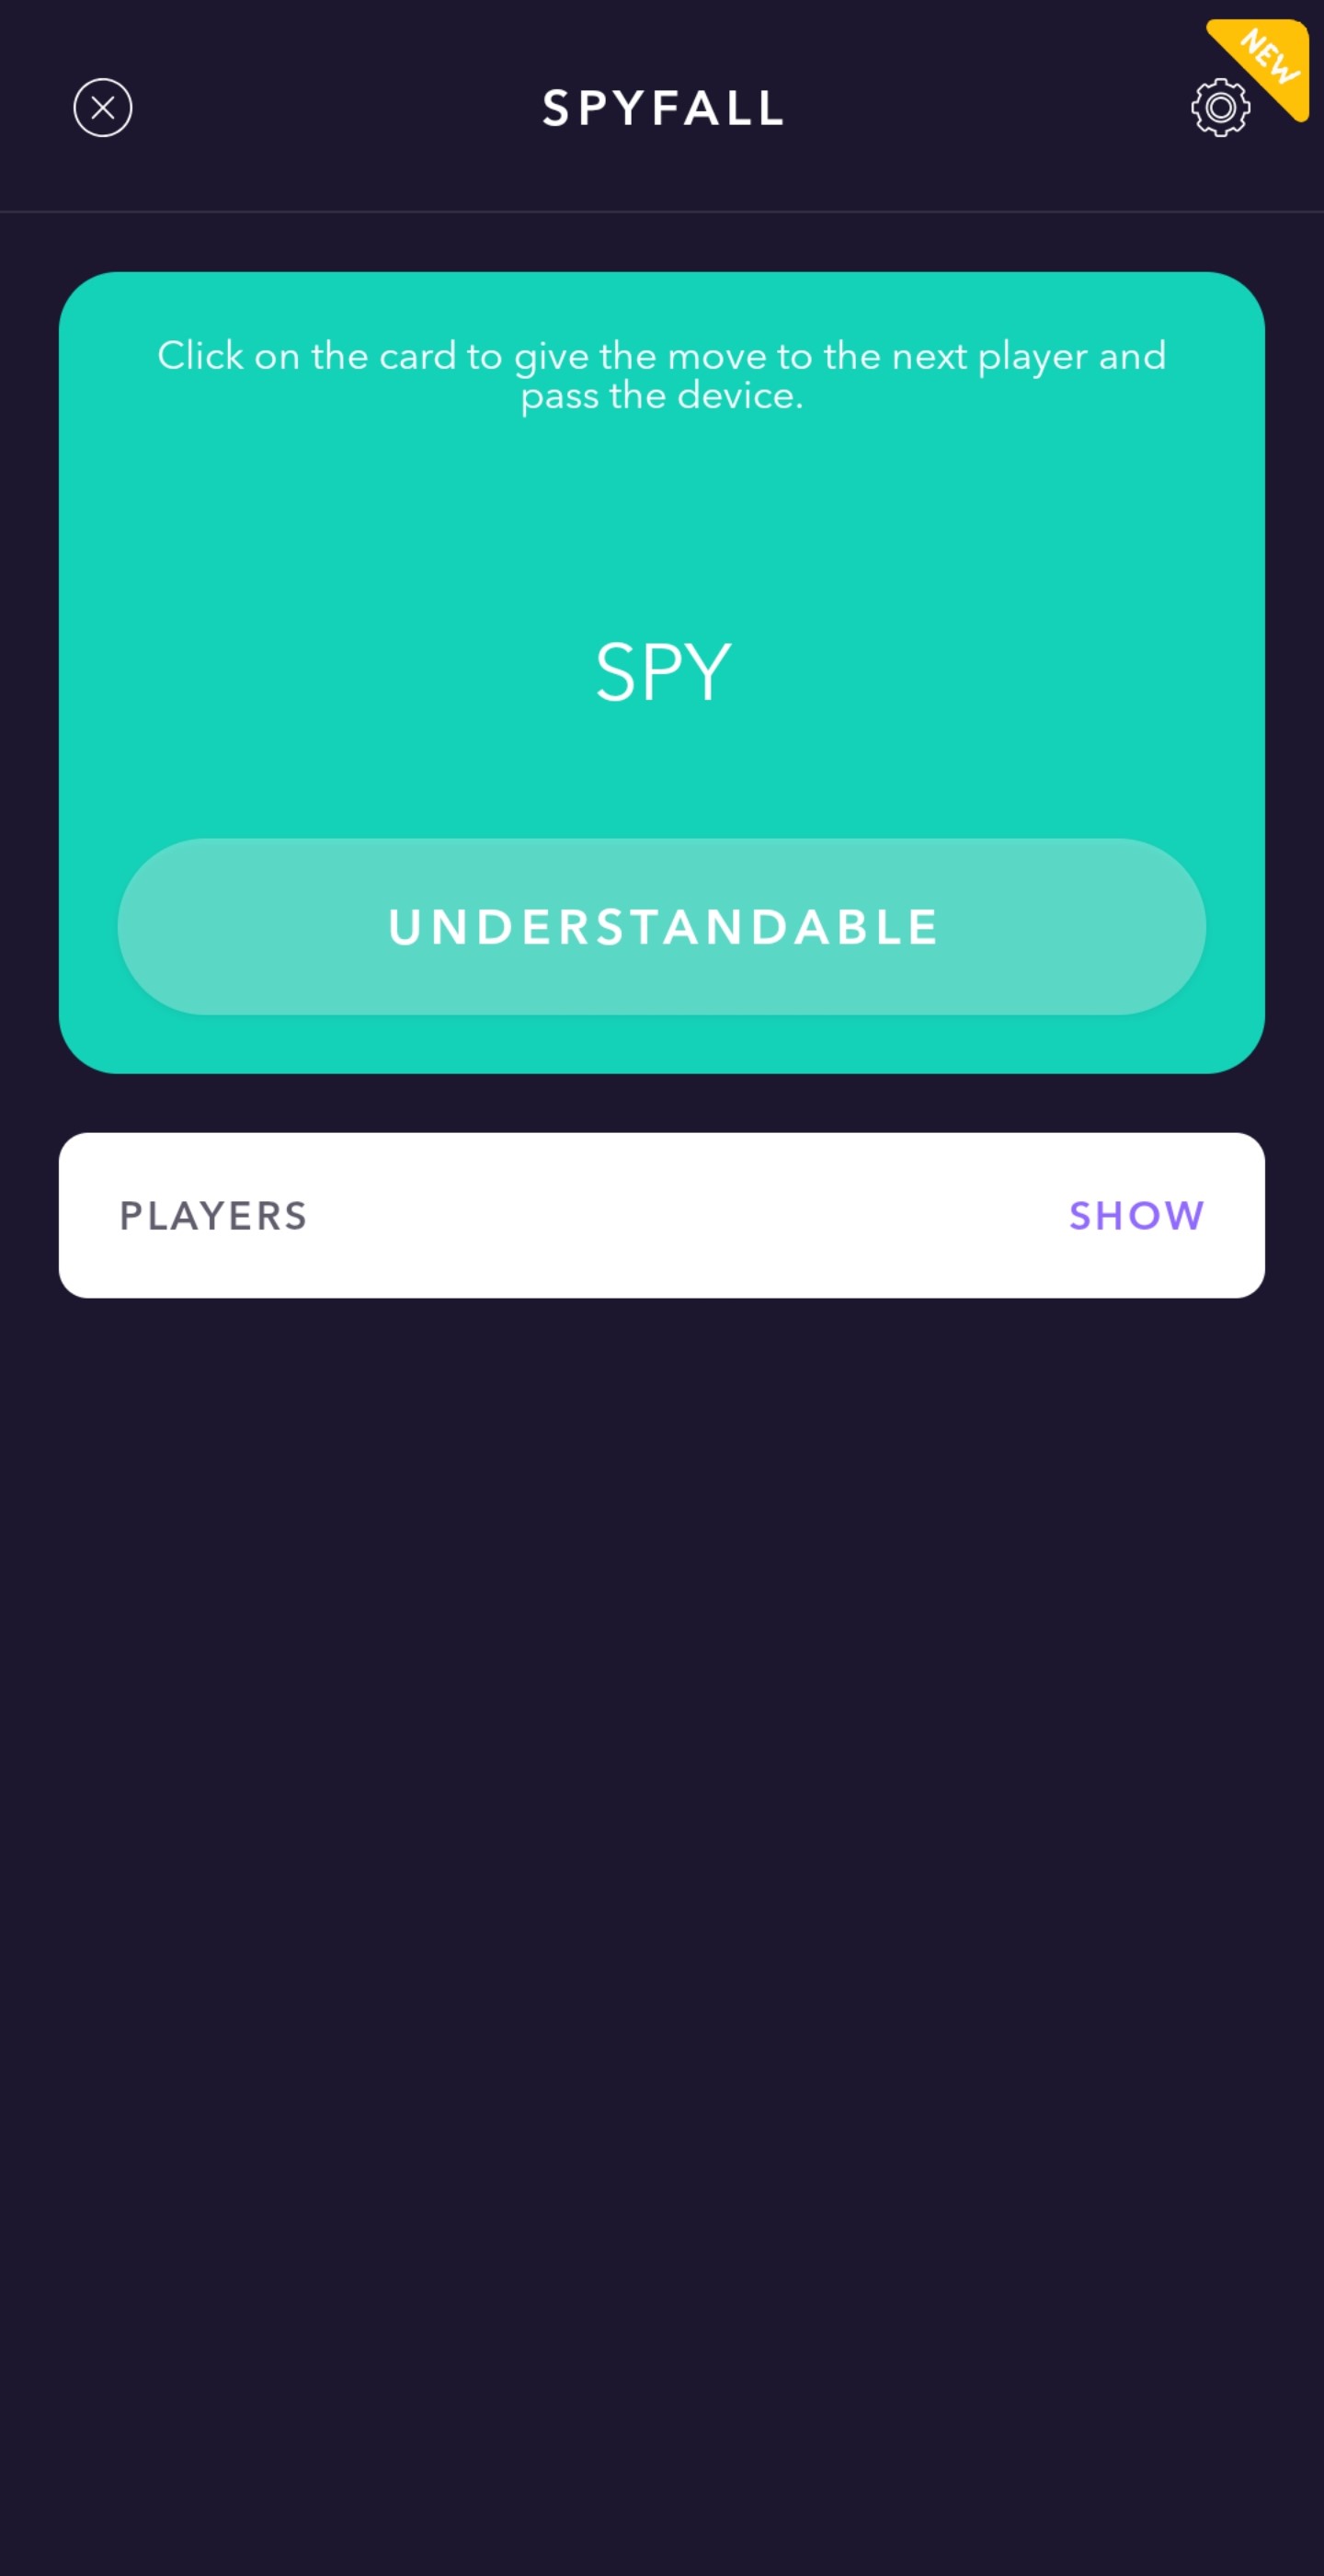 SPYFALL
NEW
Click on the card to give the move to the next player and
pass the device.
SPY
UNDERSTANDABLE
PLAYERS
SHOW